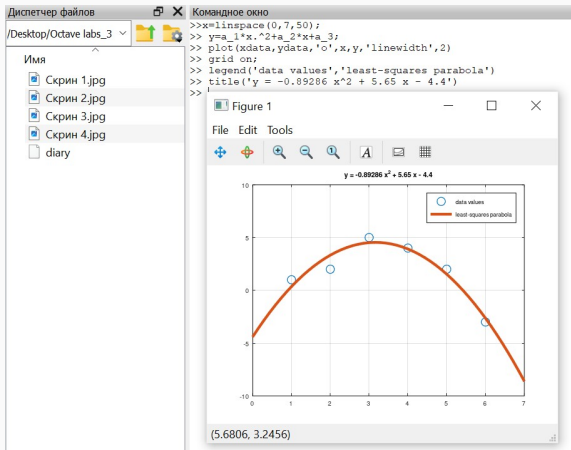 Диспетчер файлов
/Desktop/Octave labs_3
Имя
Скрин 1.jpg
Скрин 2.jpg
Скрин 3.jpg
Скрин 4.jpg
diary
Командное окно
>>x=linspace(0,7,50);
>> y=a_1*x.^2+a_2*x+a_3;
>> plot(xdata,ydata,'o',x,y,'linewidth',2)
>> grid on;
>> legend('data values','least-squares parabola')
>> title('y = -0.89286 x^2 + 5.65 x - 4.4')
>>
Figure 1
File Edit Tools
A
y = -0.89286 x² + 5.65 x - 4.4
data values
least-squares parabola
10
5
0
-5
-10
0 1 2 3 4 5 6 7
(5.6806, 3.2456)